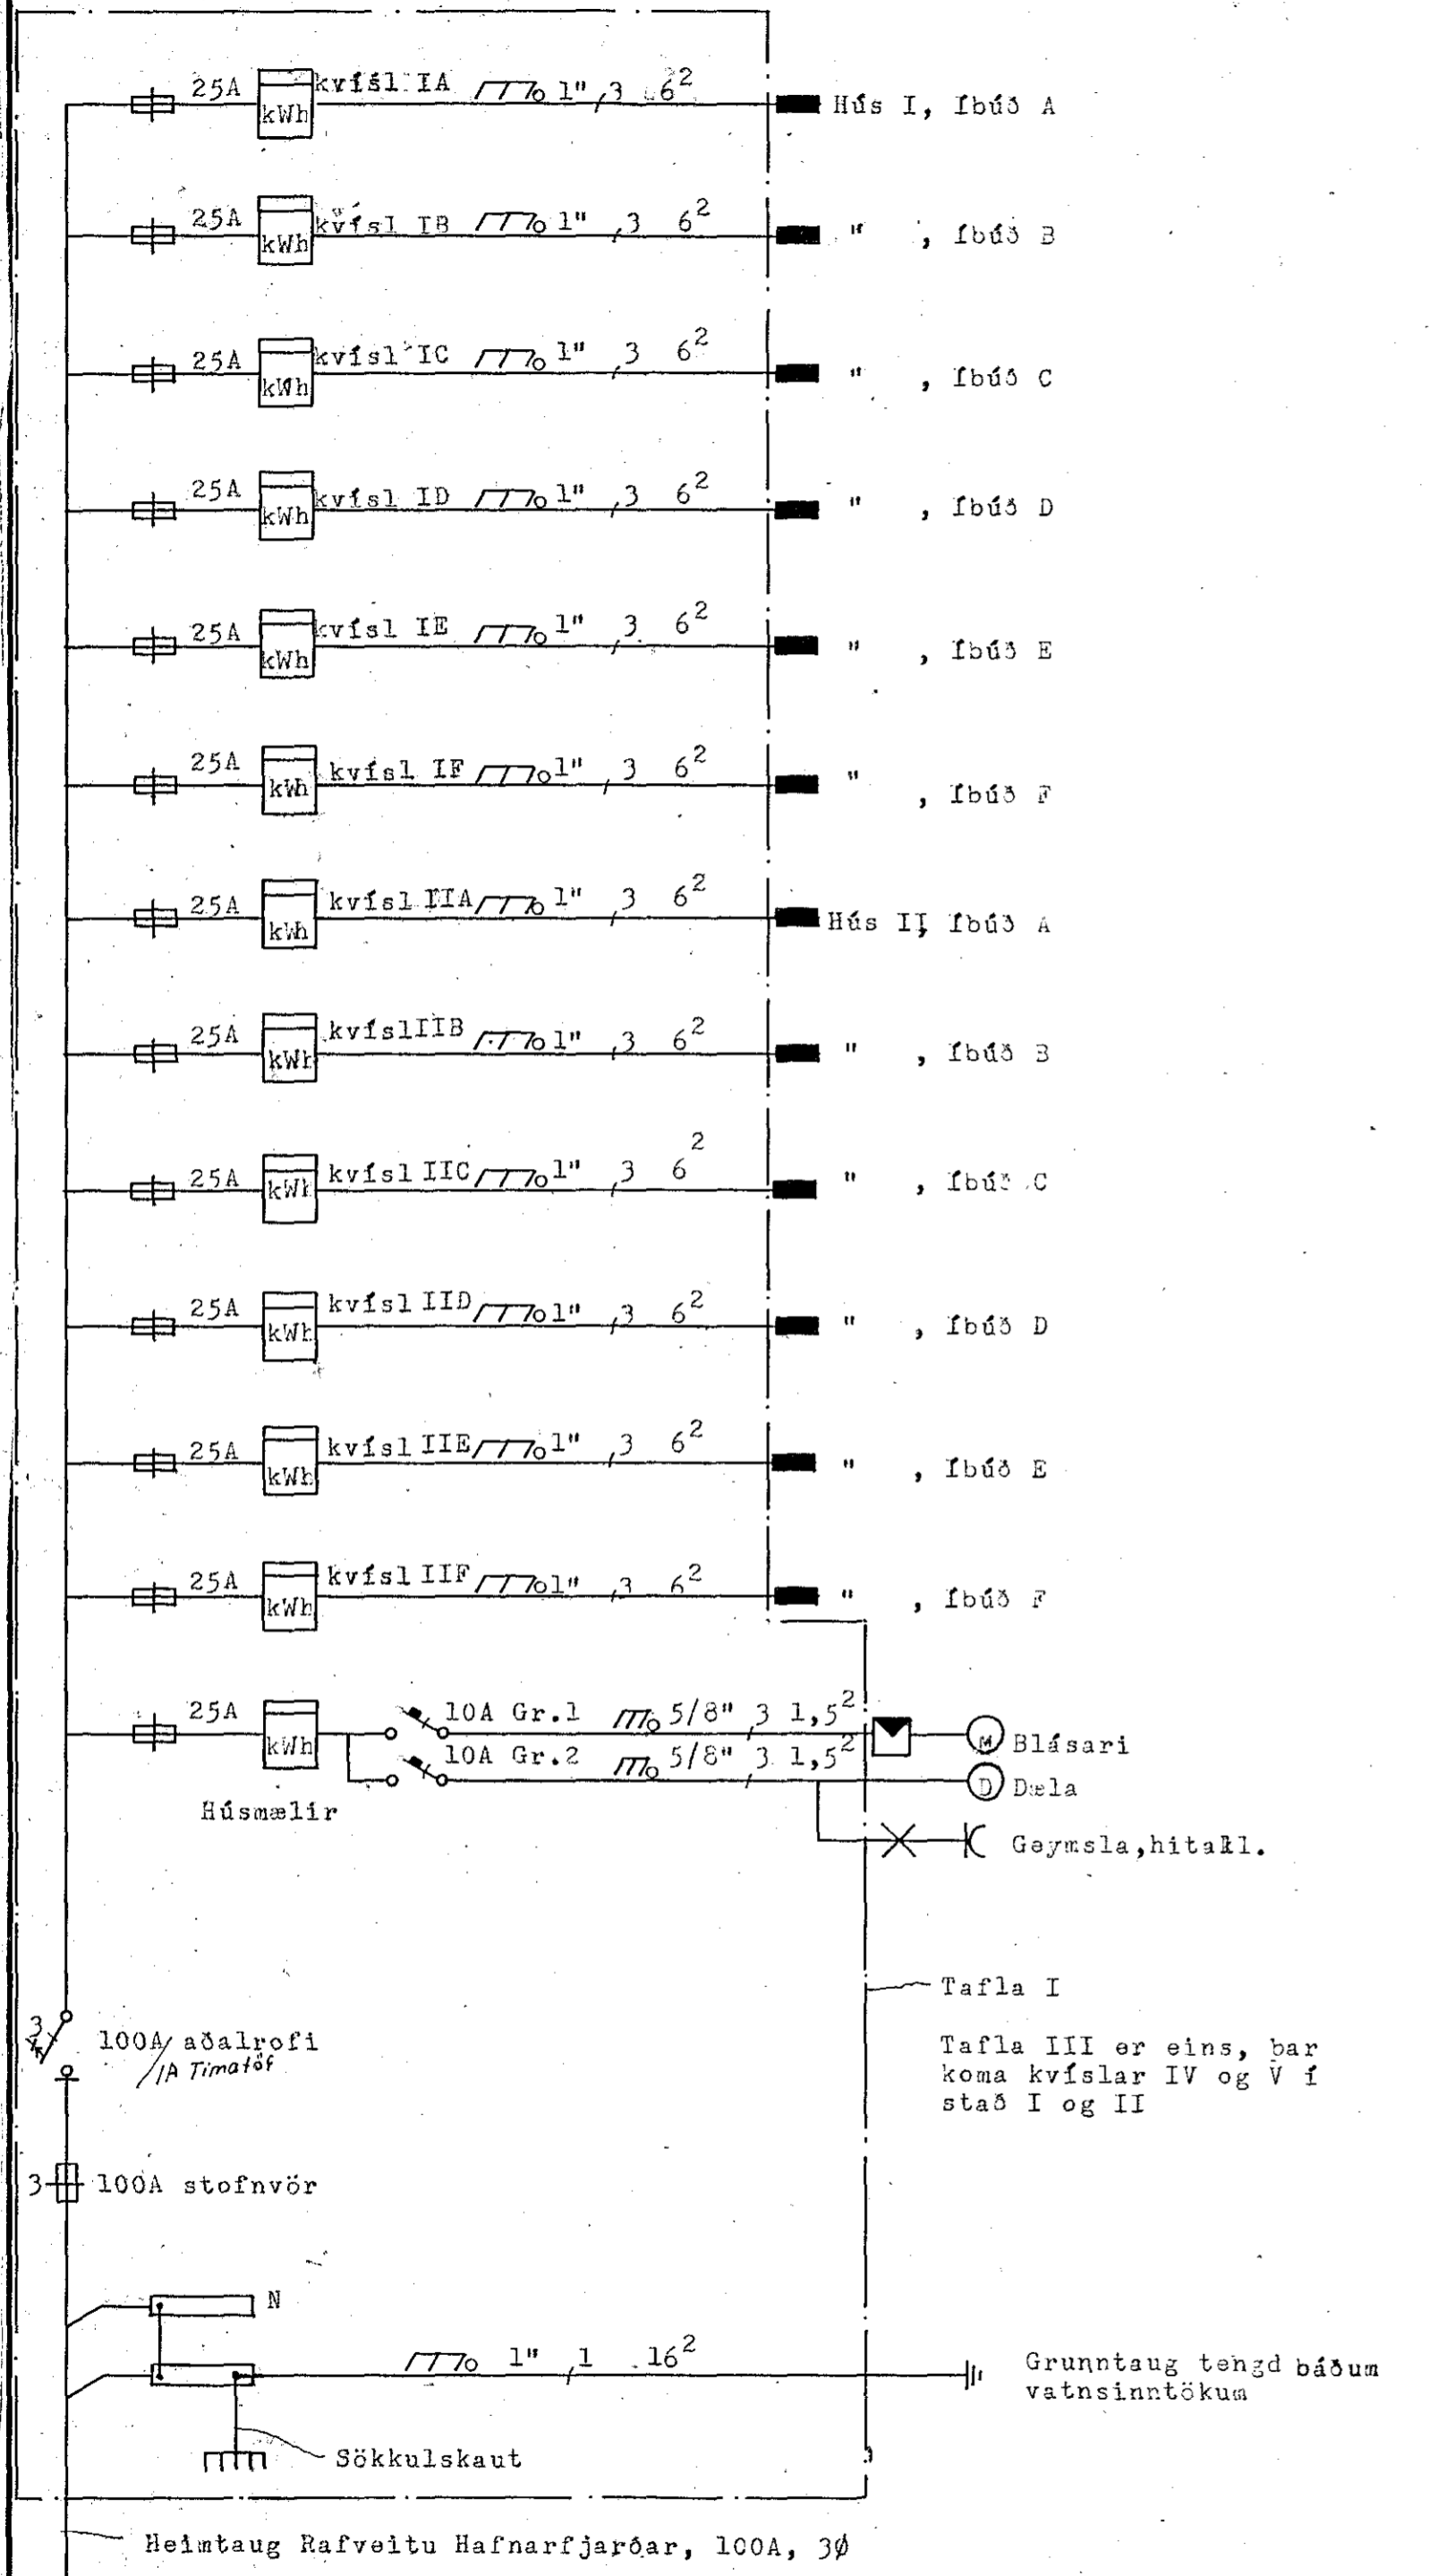 25A kWh kvísl IA 1" 3 6² Hús I, Íbúð A
25A kWh kvísl IB 1" 3 6² " , Íbúð B
25A kWh kvísl IC 1" 3 6² " , Íbúð C
25A kWh kvísl ID 1" 3 6² " , Íbúð D
25A kWh kvísl IE 1" 3 6² " , Íbúð E
25A kWh kvísl IF 1" 3 6² " , Íbúð F
25A kWh kvísl IIA 1" 3 6² Hús II, Íbúð A
25A kWh kvísl IIB 1" 3 6² " , Íbúð B
25A kWh kvísl IIC 1" 3 6² " , Íbúð C
25A kWh kvísl IID 1" 3 6² " , Íbúð D
25A kWh kvísl IIE 1" 3 6² " , Íbúð E
25A kWh kvísl IIF 1" 3 6² " , Íbúð F
25A kWh 10A Gr.1 5/8" 3 1,5² M Blásari
10A Gr.2 5/8" 3 1,5² D Dæla
Húsmælir
Geymsla,hitakl.
Tafla I
3 100A aðalrofi
/1A Timatöf
Tafla III er eins, þar
koma kvíslar IV og V í
stað I og II
3 100A stofnvör
N
1" 1 16²
Grunntaug tengd báðum
vatnsinntökum
Sökkulskaut
Heimtaug Rafveitu Hafnarfjarðar, 100A, 3Ø